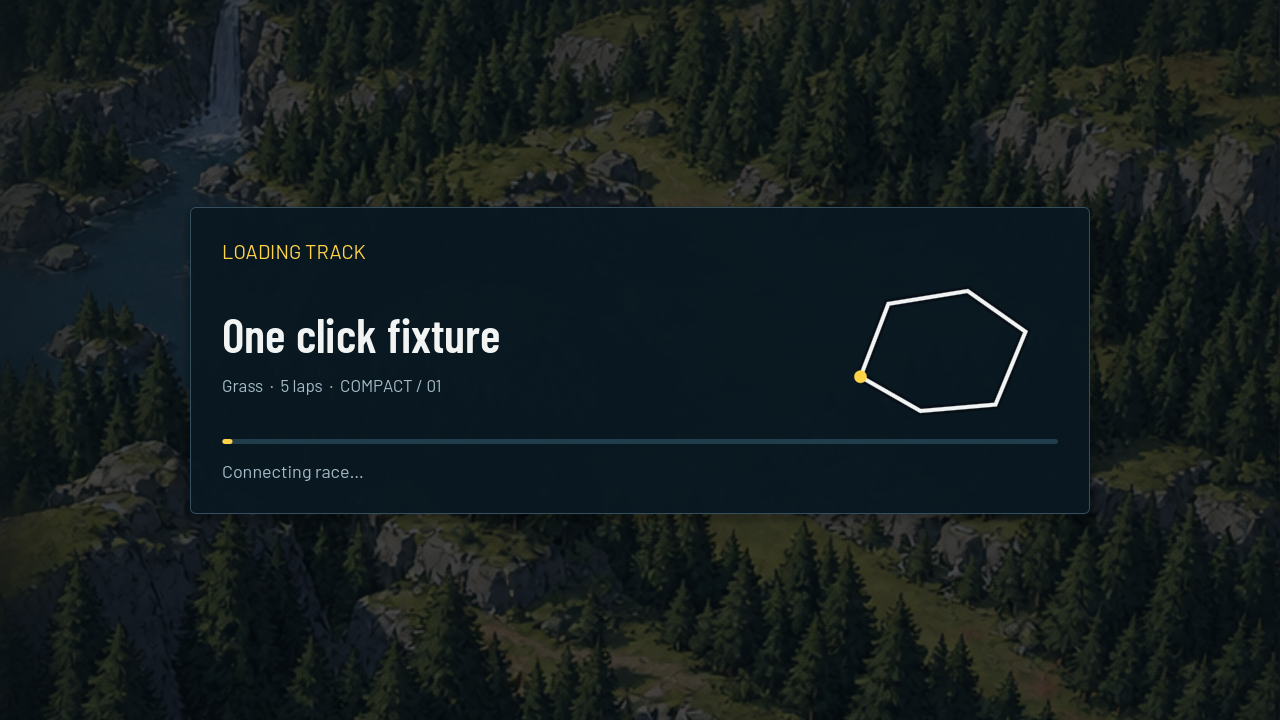 LOADING TRACK
One click fixture
Grass · 5 laps · COMPACT / 01
Connecting race...